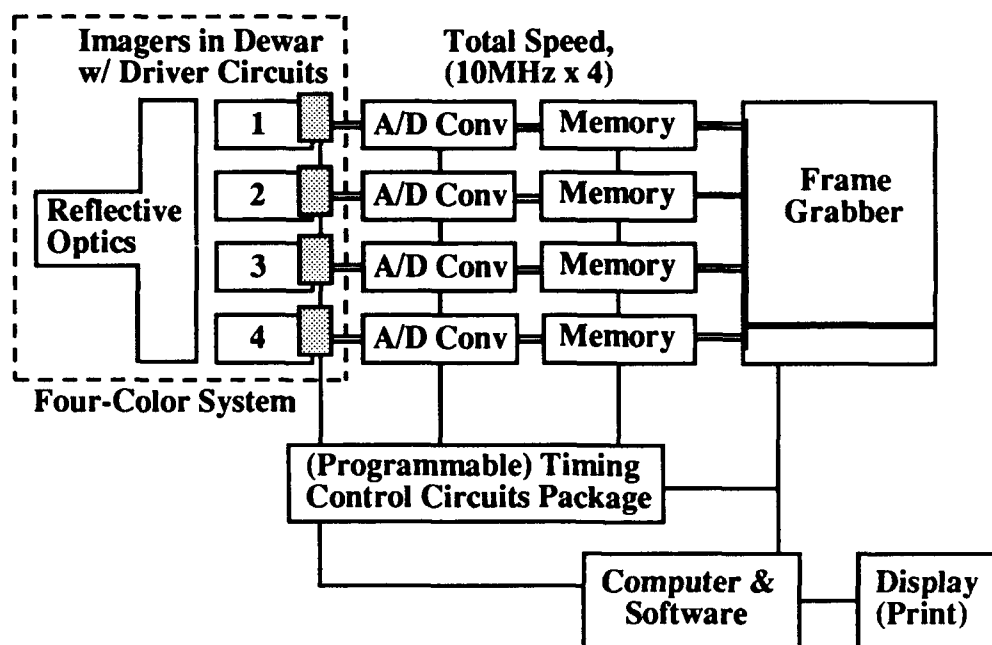 Imagers in Dewar
w/ Driver Circuits
Total Speed,
(10MHz x 4)
1
A/D Conv
Memory
2
A/D Conv
Memory
3
A/D Conv
Memory
4
A/D Conv
Memory
Reflective
Optics
Frame
Grabber
Four-Color System
(Programmable) Timing
Control Circuits Package
Computer &
Software
Display
(Print)